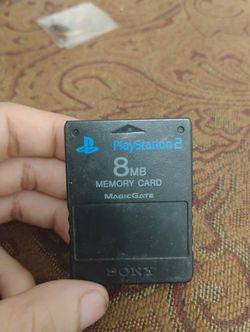 PlayStation 2
8MB
MEMORY CARD
MAGICGATE
SONY